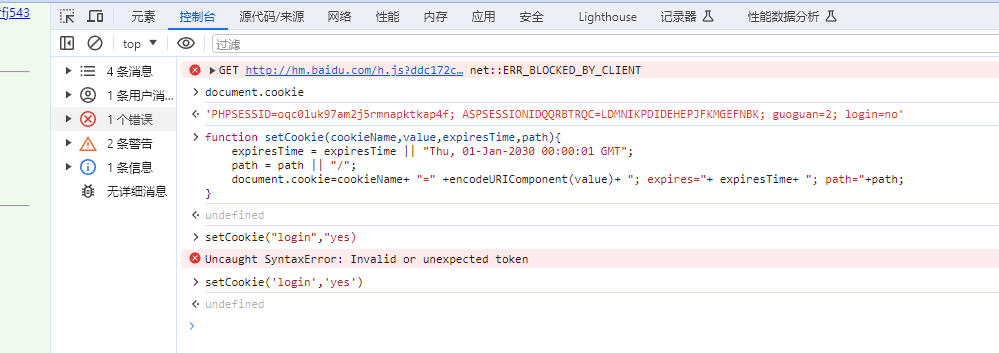 rfj543
元素 控制台 源代码/来源 网络 性能 内存 应用 安全 Lighthouse 记录器 性能数据分析
top 过滤
4 条消息
1 条用户消...
1 个错误
2 条警告
1 条信息
无详细消息
GET http://hm.baidu.com/h.js?ddc172c… net::ERR_BLOCKED_BY_CLIENT
document.cookie
'PHPSESSID=oqc0luk97am2j5rmnapktkap4f; ASPSESSIONIDQQRBTRQC=LDMNIKPDIDEHEPJFKMGEFNBK; guoguan=2; login=no'
function setCookie(cookieName,value,expiresTime,path){
expiresTime = expiresTime || "Thu, 01-Jan-2030 00:00:01 GMT";
path = path || "/";
document.cookie=cookieName+ "=" +encodeURIComponent(value)+ "; expires="+ expiresTime+ "; path="+path;
}
undefined
setCookie("login","yes)
Uncaught SyntaxError: Invalid or unexpected token
setCookie('login','yes')
undefined